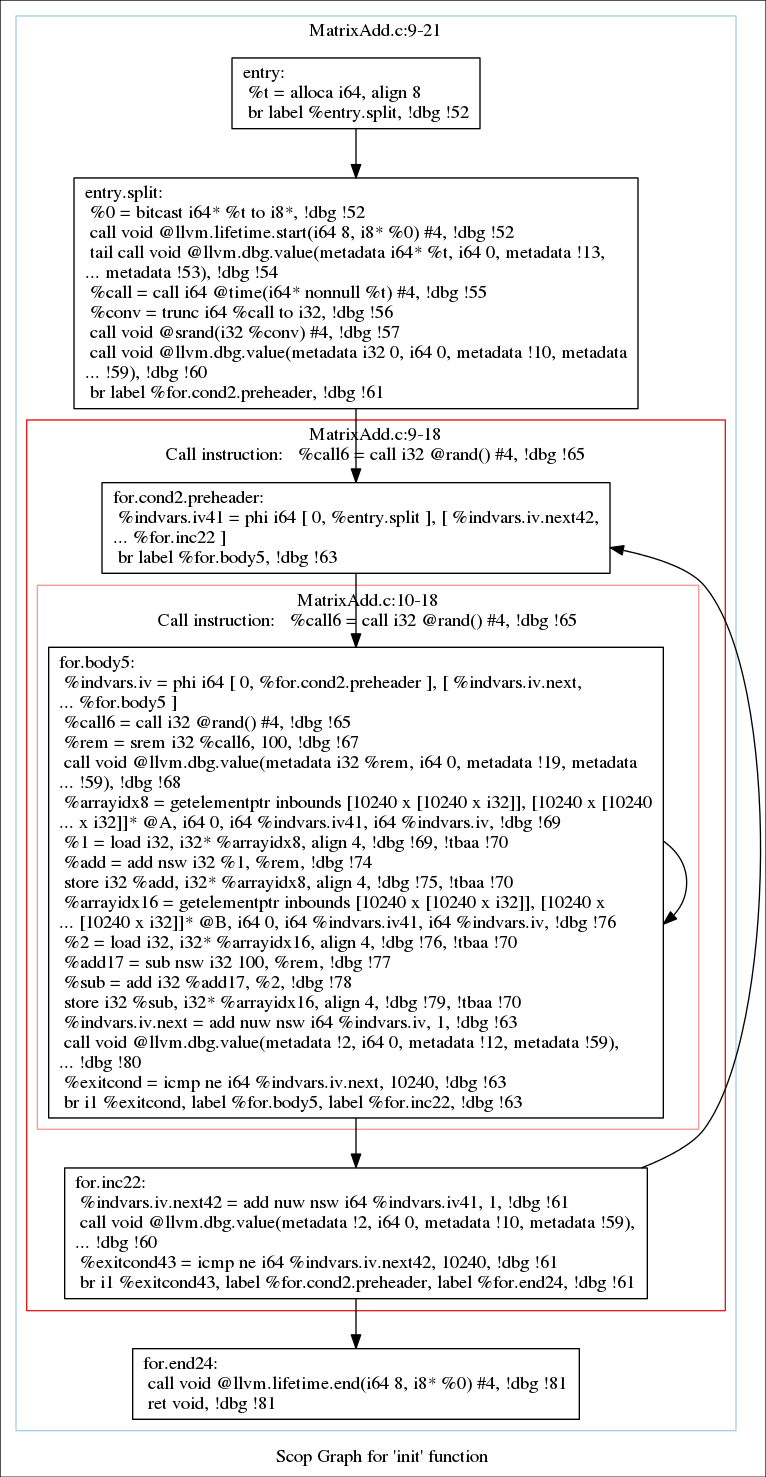 MatrixAdd.c:9-21
entry:
%t = alloca i64, align 8
br label %entry.split, !dbg !52
entry.split:
%0 = bitcast i64* %t to i8*, !dbg !52
call void @llvm.lifetime.start(i64 8, i8* %0) #4, !dbg !52
tail call void @llvm.dbg.value(metadata i64* %t, i64 0, metadata !13,
... metadata !53), !dbg !54
%call = call i64 @time(i64* nonnull %t) #4, !dbg !55
%conv = trunc i64 %call to i32, !dbg !56
call void @srand(i32 %conv) #4, !dbg !57
call void @llvm.dbg.value(metadata i32 0, i64 0, metadata !10, metadata
... !59), !dbg !60
br label %for.cond2.preheader, !dbg !61
MatrixAdd.c:9-18
Call instruction:   %call6 = call i32 @rand() #4, !dbg !65
for.cond2.preheader:
%indvars.iv41 = phi i64 [ 0, %entry.split ], [ %indvars.iv.next42,
... %for.inc22 ]
br label %for.body5, !dbg !63
MatrixAdd.c:10-18
Call instruction:   %call6 = call i32 @rand() #4, !dbg !65
for.body5:
%indvars.iv = phi i64 [ 0, %for.cond2.preheader ], [ %indvars.iv.next,
... %for.body5 ]
%call6 = call i32 @rand() #4, !dbg !65
%rem = srem i32 %call6, 100, !dbg !67
call void @llvm.dbg.value(metadata i32 %rem, i64 0, metadata !19, metadata
... !59), !dbg !68
%arrayidx8 = getelementptr inbounds [10240 x [10240 x i32]], [10240 x [10240
... x i32]]* @A, i64 0, i64 %indvars.iv41, i64 %indvars.iv, !dbg !69
%1 = load i32, i32* %arrayidx8, align 4, !dbg !69, !tbaa !70
%add = add nsw i32 %1, %rem, !dbg !74
store i32 %add, i32* %arrayidx8, align 4, !dbg !75, !tbaa !70
%arrayidx16 = getelementptr inbounds [10240 x [10240 x i32]], [10240 x
... [10240 x i32]]* @B, i64 0, i64 %indvars.iv41, i64 %indvars.iv, !dbg !76
%2 = load i32, i32* %arrayidx16, align 4, !dbg !76, !tbaa !70
%add17 = sub nsw i32 100, %rem, !dbg !77
%sub = add i32 %add17, %2, !dbg !78
store i32 %sub, i32* %arrayidx16, align 4, !dbg !79, !tbaa !70
%indvars.iv.next = add nuw nsw i64 %indvars.iv, 1, !dbg !63
call void @llvm.dbg.value(metadata !2, i64 0, metadata !12, metadata !59),
... !dbg !80
%exitcond = icmp ne i64 %indvars.iv.next, 10240, !dbg !63
br i1 %exitcond, label %for.body5, label %for.inc22, !dbg !63
for.inc22:
%indvars.iv.next42 = add nuw nsw i64 %indvars.iv41, 1, !dbg !61
call void @llvm.dbg.value(metadata !2, i64 0, metadata !10, metadata !59),
... !dbg !60
%exitcond43 = icmp ne i64 %indvars.iv.next42, 10240, !dbg !61
br i1 %exitcond43, label %for.cond2.preheader, label %for.end24, !dbg !61
for.end24:
call void @llvm.lifetime.end(i64 8, i8* %0) #4, !dbg !81
ret void, !dbg !81
Scop Graph for 'init' function